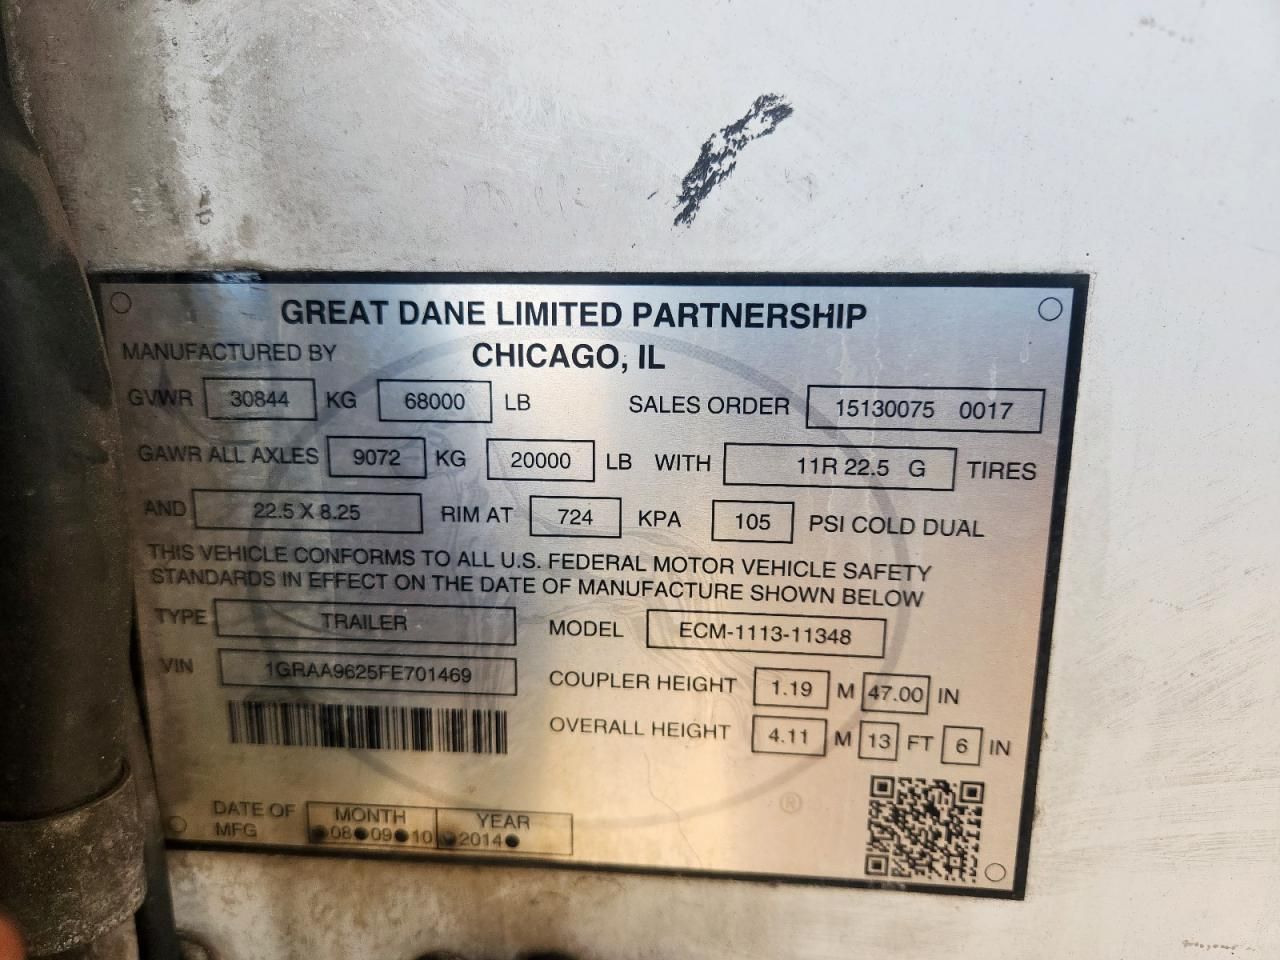 GREAT DANE LIMITED PARTNERSHIP
MANUFACTURED BY CHICAGO, IL
GVWR 30844 KG 68000 LB SALES ORDER 15130075 0017
GAWR ALL AXLES 9072 KG 20000 LB WITH 11R 22.5 G TIRES
AND 22.5 X 8.25 RIM AT 724 KPA 105 PSI COLD DUAL
THIS VEHICLE CONFORMS TO ALL U.S. FEDERAL MOTOR VEHICLE SAFETY
STANDARDS IN EFFECT ON THE DATE OF MANUFACTURE SHOWN BELOW
TYPE TRAILER MODEL ECM-1113-11348
VIN 1GRAA9625FE701469 COUPLER HEIGHT 1.19 M 47.00 IN
OVERALL HEIGHT 4.11 M 13 FT 6 IN
®
DATE OF MONTH YEAR
MFG 08 09 10 2014